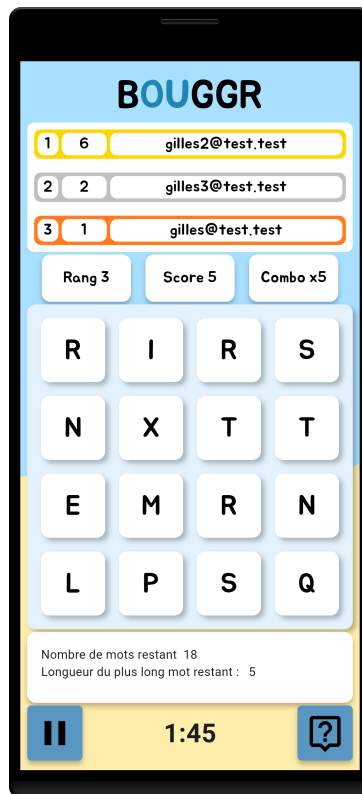 BOUGGR
1 6 gilles2@test.test
2 2 gilles3@test.test
3 1 gilles@test.test
Rang 3 Score 5 Combo x5
R I R S
N X T T
E M R N
L P S Q
Nombre de mots restant 18
Longueur du plus long mot restant : 5
1:45 ?